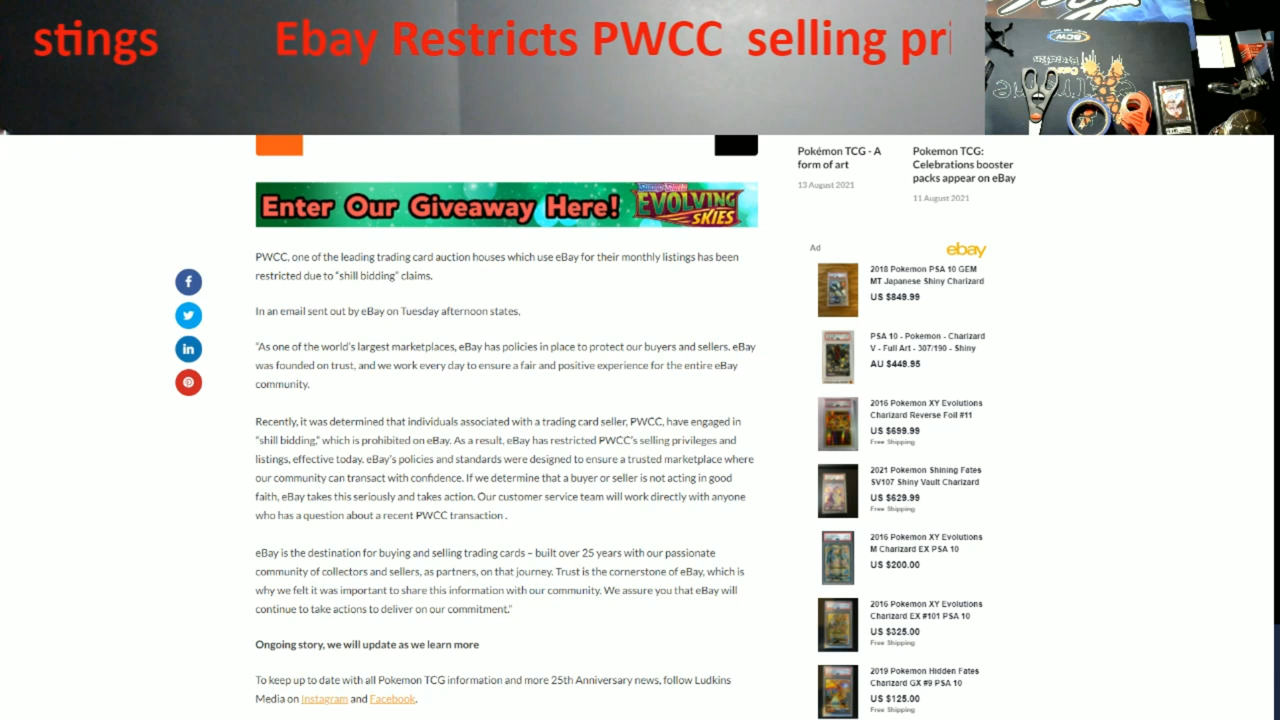 stings Ebay Restricts PWCC selling pri
Pokémon TCG - A
form of art
13 August 2021
Pokemon TCG:
Celebrations booster
packs appear on eBay
11 August 2021
Enter Our Giveaway Here! EVOLVING
SKIES
PWCC, one of the leading trading card auction houses which use eBay for their monthly listings has been
restricted due to “shill bidding” claims.
In an email sent out by eBay on Tuesday afternoon states.
“As one of the world’s largest marketplaces, eBay has policies in place to protect our buyers and sellers. eBay
was founded on trust, and we work every day to ensure a fair and positive experience for the entire eBay
community.
Recently, it was determined that individuals associated with a trading card seller, PWCC, have engaged in
“shill bidding,” which is prohibited on eBay. As a result, eBay has restricted PWCC’s selling privileges and
listings, effective today. eBay’s policies and standards were designed to ensure a trusted marketplace where
our community can transact with confidence. If we determine that a buyer or seller is not acting in good
faith, eBay takes this seriously and takes action. Our customer service team will work directly with anyone
who has a question about a recent PWCC transaction .
eBay is the destination for buying and selling trading cards – built over 25 years with our passionate
community of collectors and sellers, as partners, on that journey. Trust is the cornerstone of eBay, which is
why we felt it was important to share this information with our community. We assure you that eBay will
continue to take actions to deliver on our commitment.”
Ongoing story, we will update as we learn more
To keep up to date with all Pokemon TCG information and more 25th Anniversary news, follow Ludkins
Media on Instagram and Facebook.
Ad
ebay
2018 Pokemon PSA 10 GEM
MT Japanese Shiny Charizard
US $849.99
PSA 10 - Pokemon - Charizard
V - Full Art - 307/190 - Shiny
AU $449.95
2016 Pokemon XY Evolutions
Charizard Reverse Foil #11
US $699.99
Free Shipping
2021 Pokemon Shining Fates
SV107 Shiny Vault Charizard
US $629.99
Free Shipping
2016 Pokemon XY Evolutions
M Charizard EX PSA 10
US $200.00
2016 Pokemon XY Evolutions
Charizard EX #101 PSA 10
US $325.00
Free Shipping
2019 Pokemon Hidden Fates
Charizard GX #9 PSA 10
US $125.00
Free Shipping